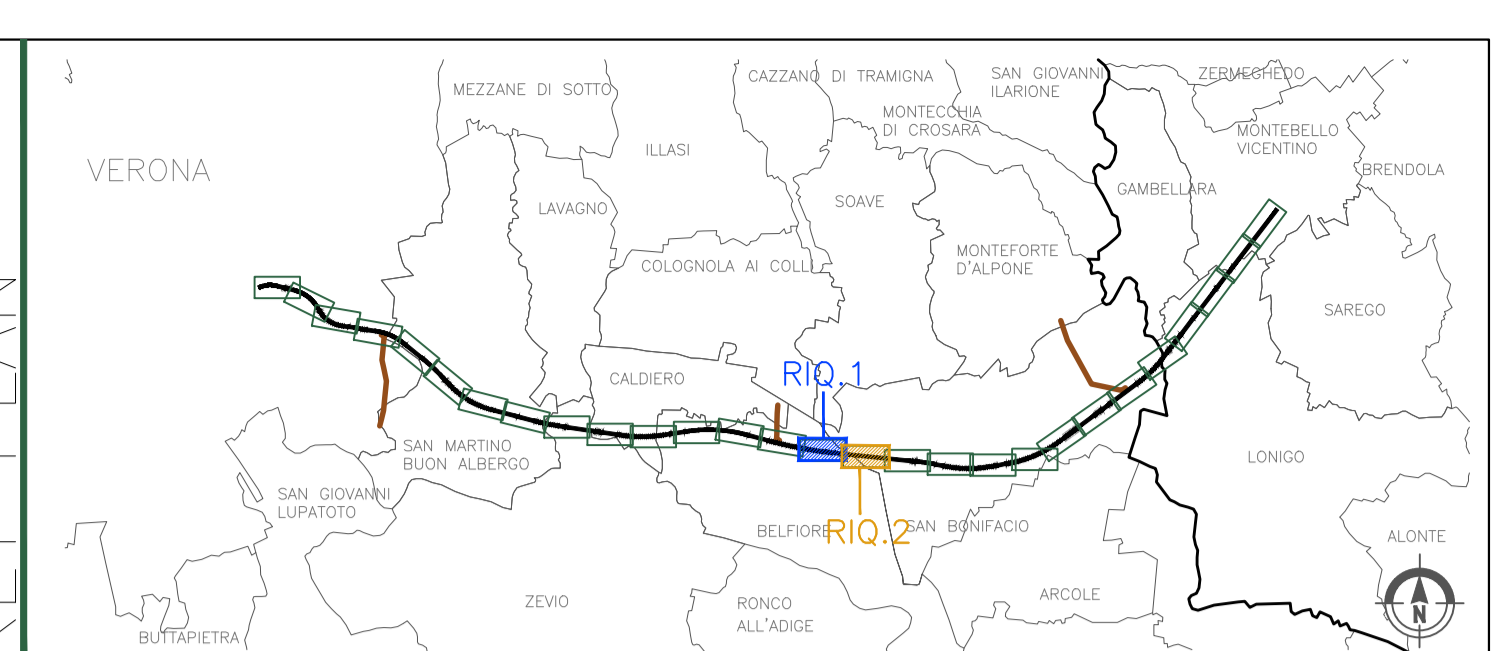 ZERMEGHEDO
SAN GIOVANNI
ILARIONE
CAZZANO DI TRAMIGNA
MEZZANE DI SOTTO
MONTECCHIA
DI CROSARA
MONTEBELLO
VICENTINO
ILLASI
VERONA
BRENDOLA
GAMBELLARA
SOAVE
LAVAGNO
MONTEFORTE
D'ALPONE
COLOGNOLA AI COLLI
SAREGO
RIQ.1
CALDIERO
SAN MARTINO
BUON ALBERGO
LONIGO
SAN GIOVANNI
LUPATOTO
BELFIORE
RIQ.2
SAN BONIFACIO
ALONTE
ZEVIO
RONCO
ALL'ADIGE
ARCOLE
N
BUTTAPIETRA